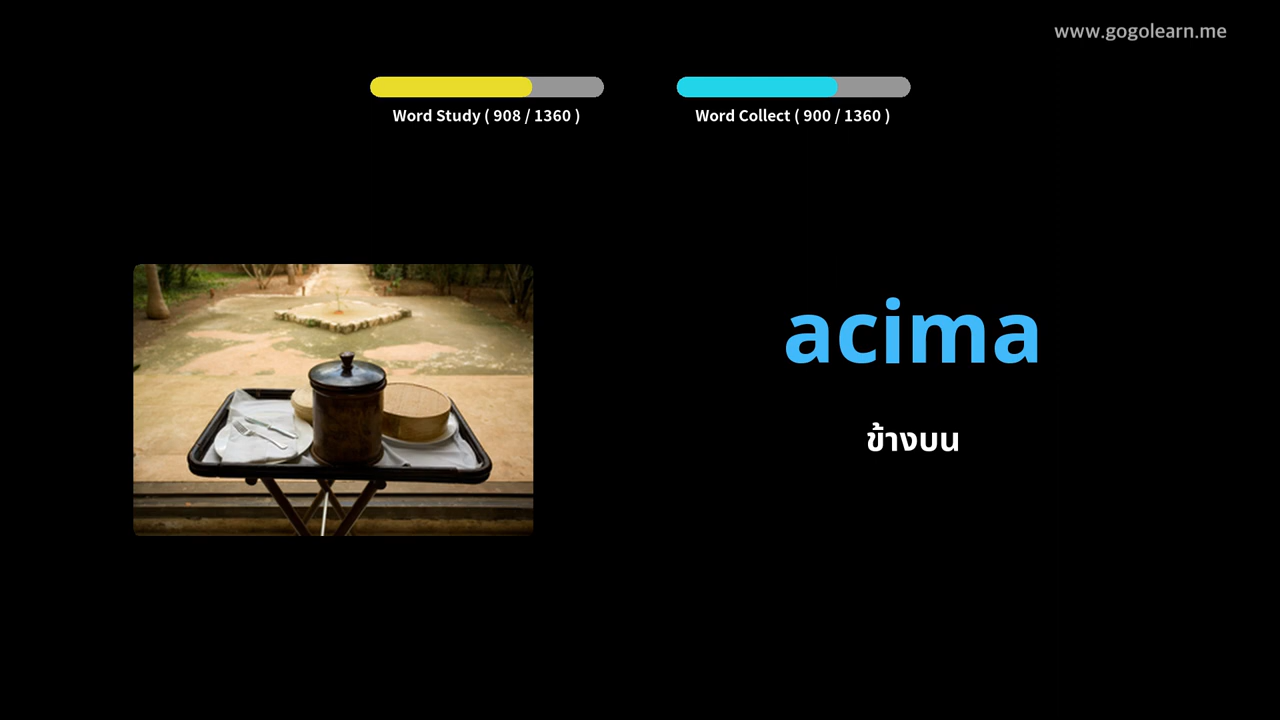 www.gogolearn.me
Word Study ( 908 / 1360 )
Word Collect ( 900 / 1360 )
acima
ข้างบน